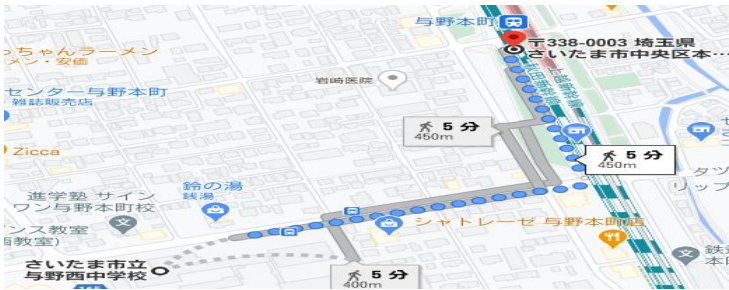 与野本町
〒338-0003 埼玉県
さいたま市中央区本…
っちゃんラーメン
メン・安価
岩崎医院
センター与野本町
雑誌販売店
5 分
450m
Zicca
5 分
450m
タツ
リップ
進学塾 サイン
ワン与野本町校
鈴の湯
銭湯
ンス教室
シャトレーゼ 与野本町店
さいたま市立
与野西中学校
5 分
400m
鉄
本
165